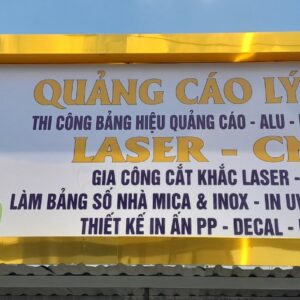 QUẢNG CÁO LÝ
THI CÔNG BẢNG HIỆU QUẢNG CÁO - ALU -
LASER - C
GIA CÔNG CẮT KHẮC LASER -
LÀM BẢNG SỐ NHÀ MICA & INOX - IN UV
THIẾT KẾ IN ẤN PP - DECAL -